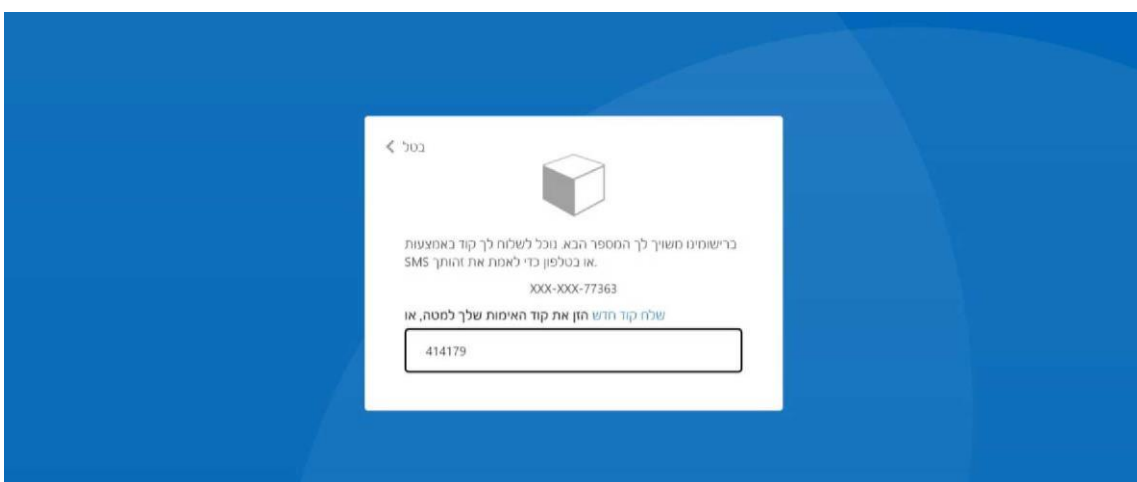 בטל
ברישומינו משויך לך המספר הבא. נוכל לשלוח לך קוד באמצעות
SMS או בטלפון כדי לאמת את זהותך.
XXX-XXX-77363
הזן את קוד האימות שלך למטה, או שלח קוד חדש
414179